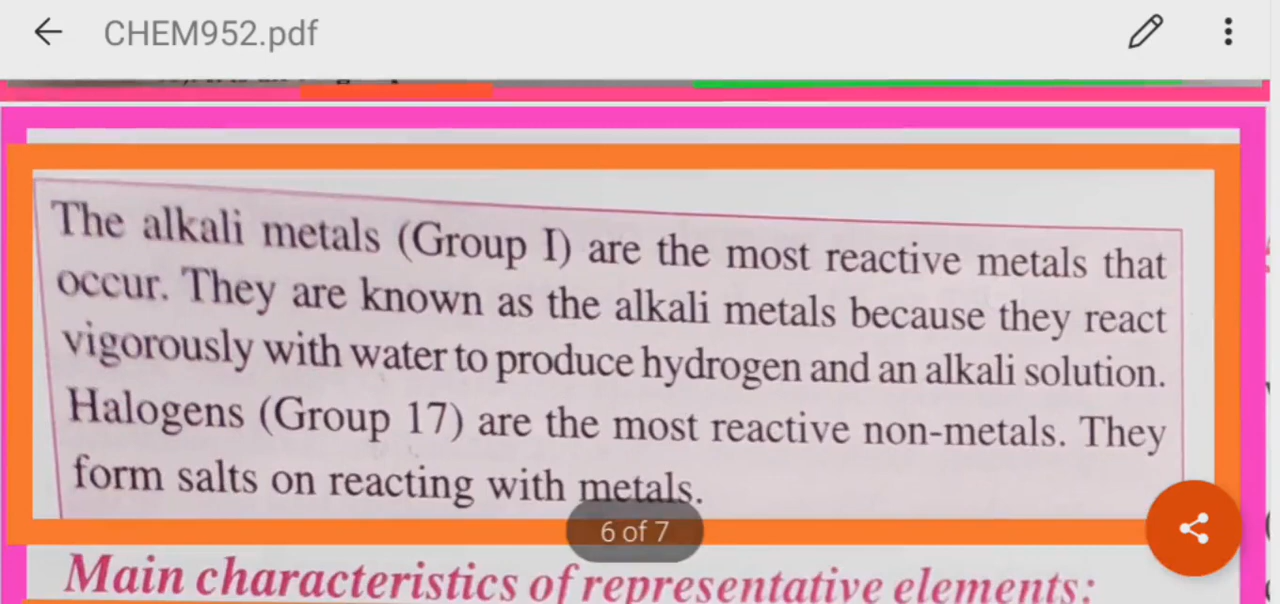 CHEM952.pdf
The alkali metals (Group I) are the most reactive metals that
occur. They are known as the alkali metals because they react
vigorously with water to produce hydrogen and an alkali solution.
Halogens (Group 17) are the most reactive non-metals. They
form salts on reacting with metals.
6 of 7
Main characteristics of representative elements: